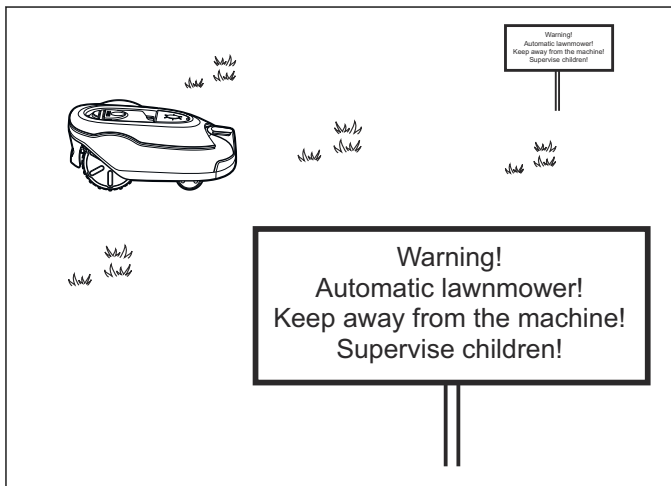 Warning!
Automatic lawnmower!
Keep away from the machine!
Supervise children!
Warning!
Automatic lawnmower!
Keep away from the machine!
Supervise children!